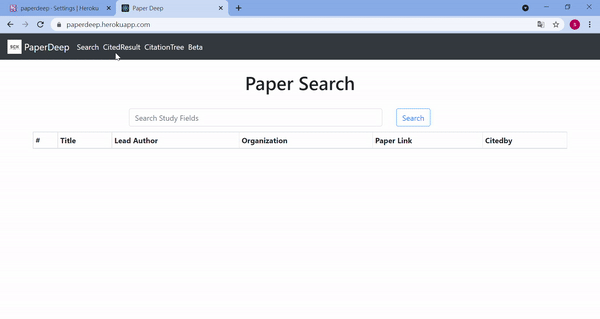 paperdeep · Settings | Heroku
Paper Deep
paperdeep.herokuapp.com
PaperDeep Search CitedResult CitationTree Beta
Paper Search
Search Study Fields Search
# Title Lead Author Organization Paper Link Citedby